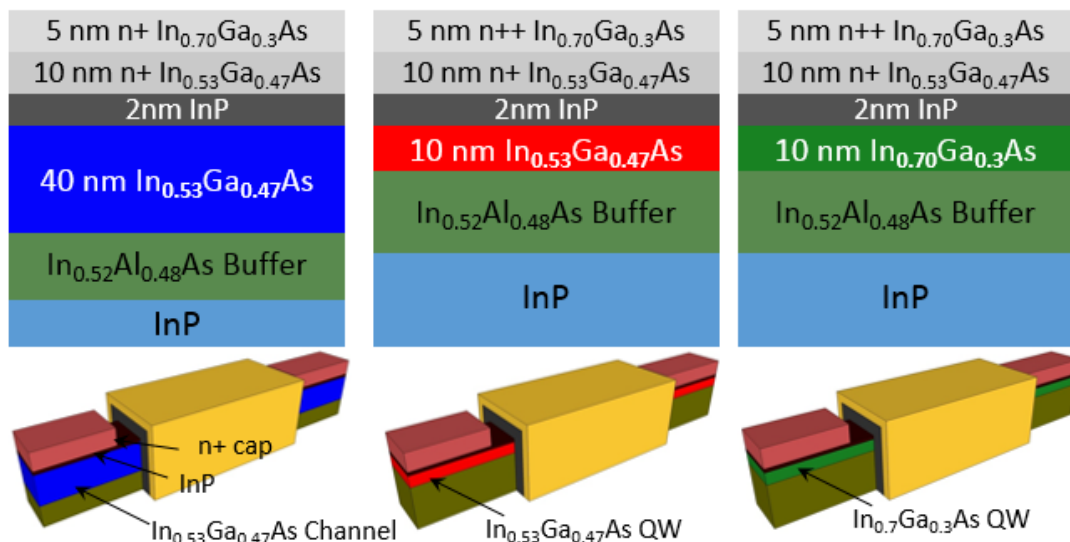 5 nm n+ In₀.₇₀Ga₀.₃As
10 nm n+ In₀.₅₃Ga₀.₄₇As
2nm InP
40 nm In₀.₅₃Ga₀.₄₇As
In₀.₅₂Al₀.₄₈As Buffer
InP
n+ cap
InP
In₀.₅₃Ga₀.₄₇As Channel
5 nm n++ In₀.₇₀Ga₀.₃As
10 nm n+ In₀.₅₃Ga₀.₄₇As
2nm InP
10 nm In₀.₅₃Ga₀.₄₇As
In₀.₅₂Al₀.₄₈As Buffer
InP
In₀.₅₃Ga₀.₄₇As QW
5 nm n++ In₀.₇₀Ga₀.₃As
10 nm n+ In₀.₅₃Ga₀.₄₇As
2nm InP
10 nm In₀.₇₀Ga₀.₃As
In₀.₅₂Al₀.₄₈As Buffer
InP
In₀.₇Ga₀.₃As QW